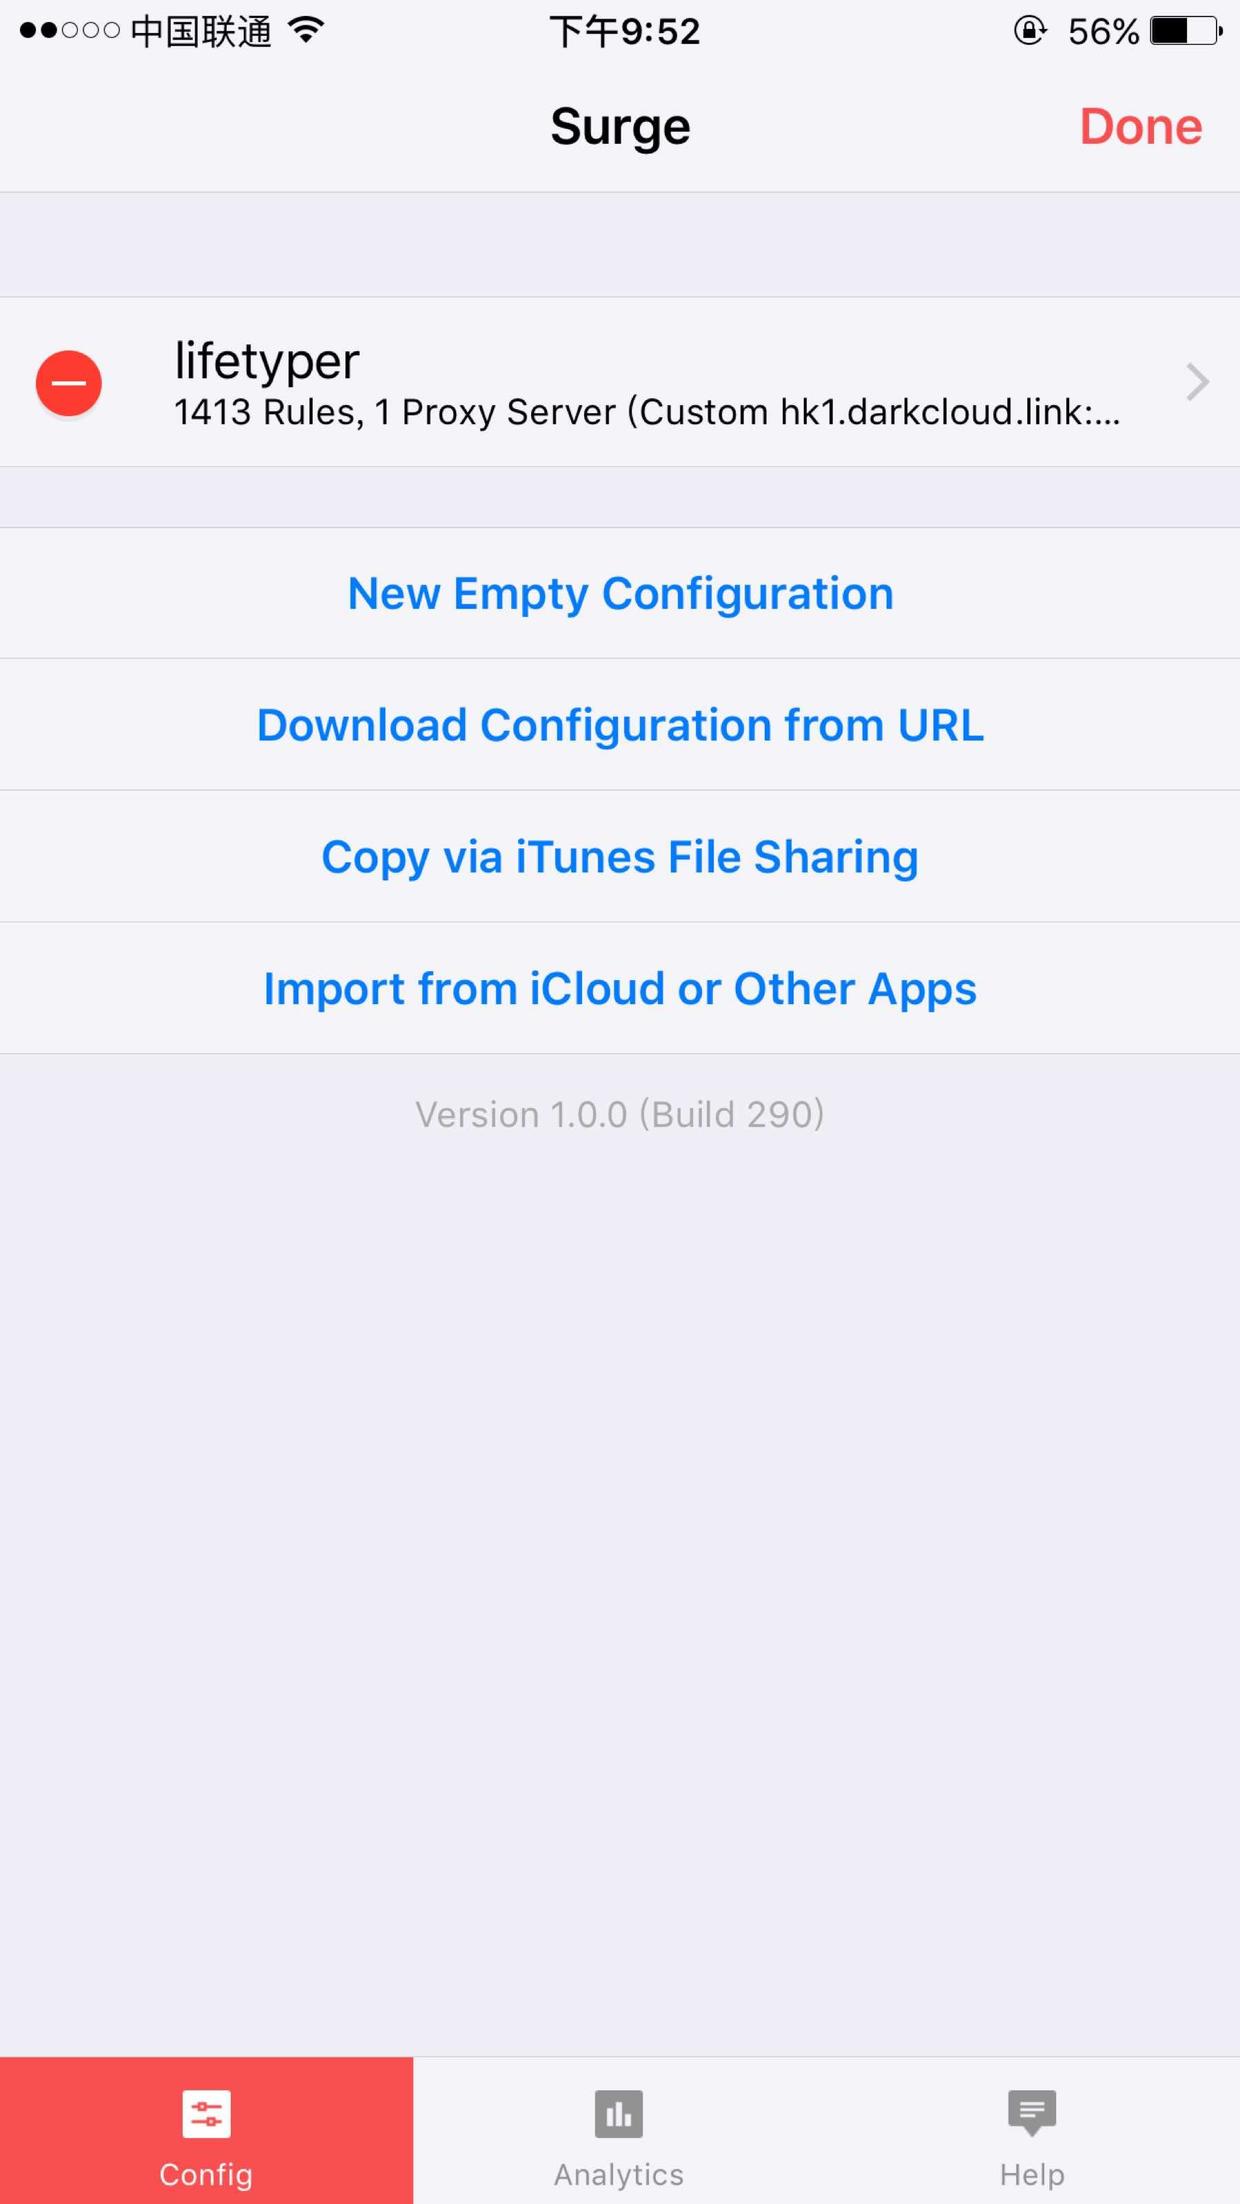 中国联通 下午9:52 56%
Surge Done
lifetyper
1413 Rules, 1 Proxy Server (Custom hk1.darkcloud.link:...
New Empty Configuration
Download Configuration from URL
Copy via iTunes File Sharing
Import from iCloud or Other Apps
Version 1.0.0 (Build 290)
Config Analytics Help